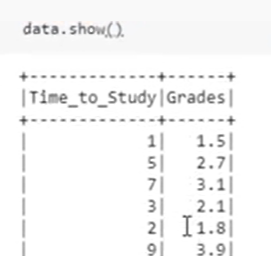 data.show()
+-------------+------+
|Time_to_Study|Grades|
+-------------+------+
|            1|   1.5|
|            5|   2.7|
|            7|   3.1|
|            3|   2.1|
|            2|   1.8|
|            9|   3.9|